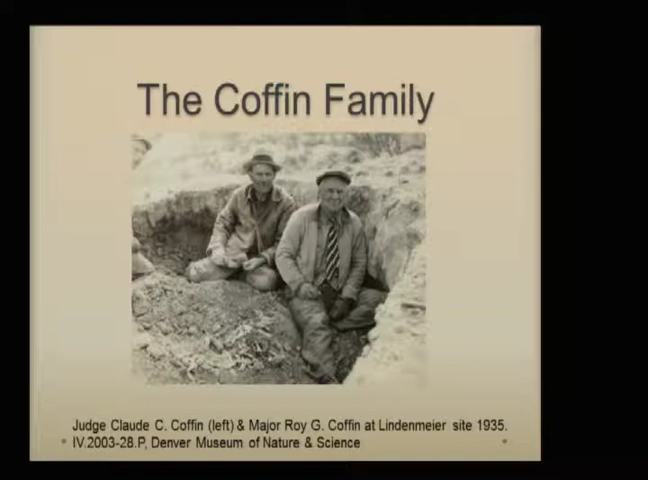 The Coffin Family
Judge Claude C. Coffin (left) & Major Roy G. Coffin at Lindenmeier site 1935.
IV.2003-28.P, Denver Museum of Nature & Science